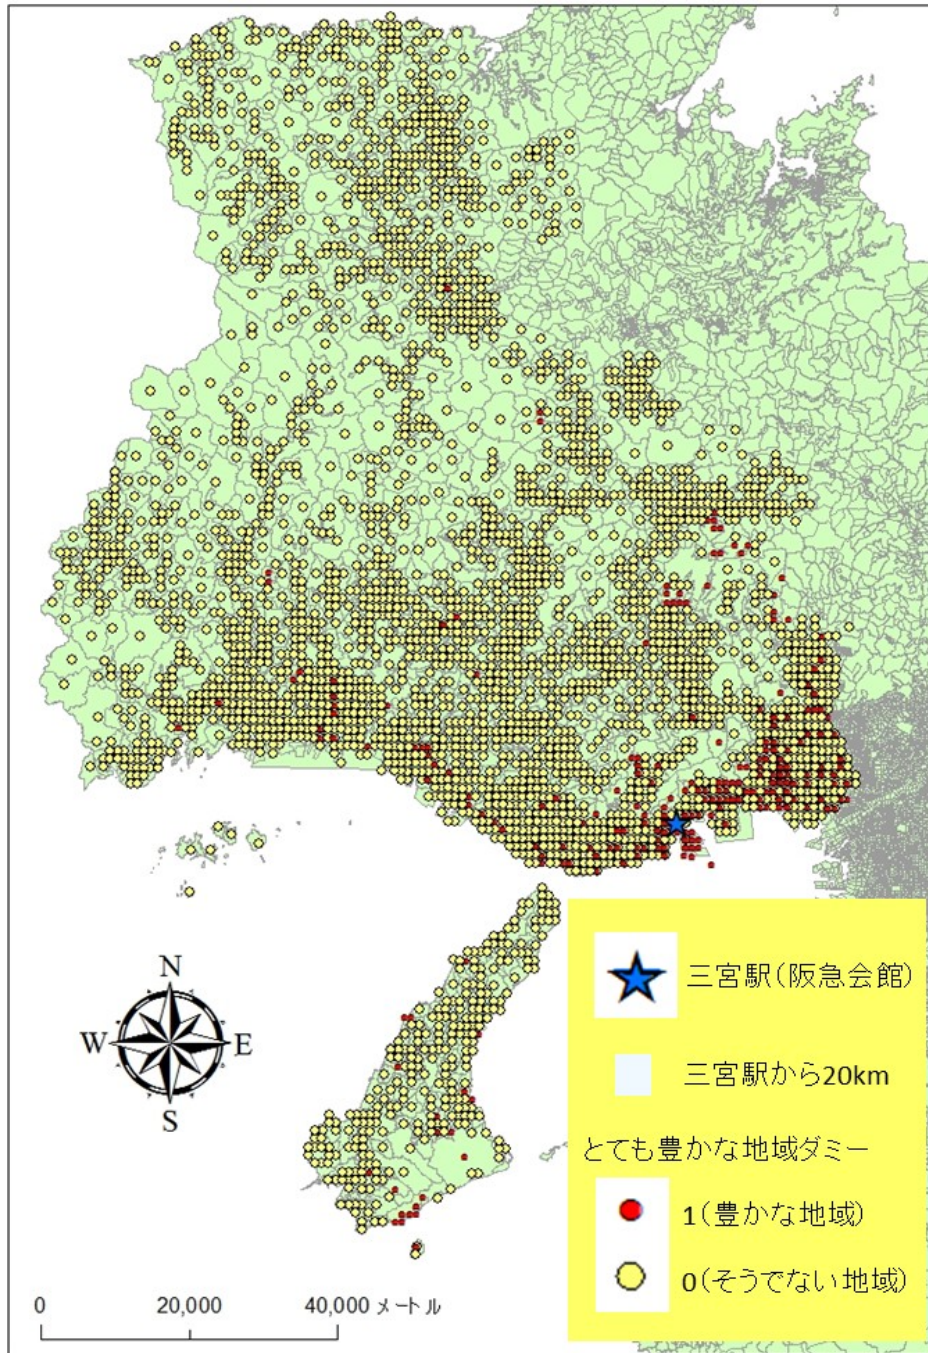 N
W E
S
三宮駅(阪急会館)
三宮駅から20km
とても豊かな地域ダミー
1(豊かな地域)
0(そうでない地域)
0 20,000 40,000 メートル